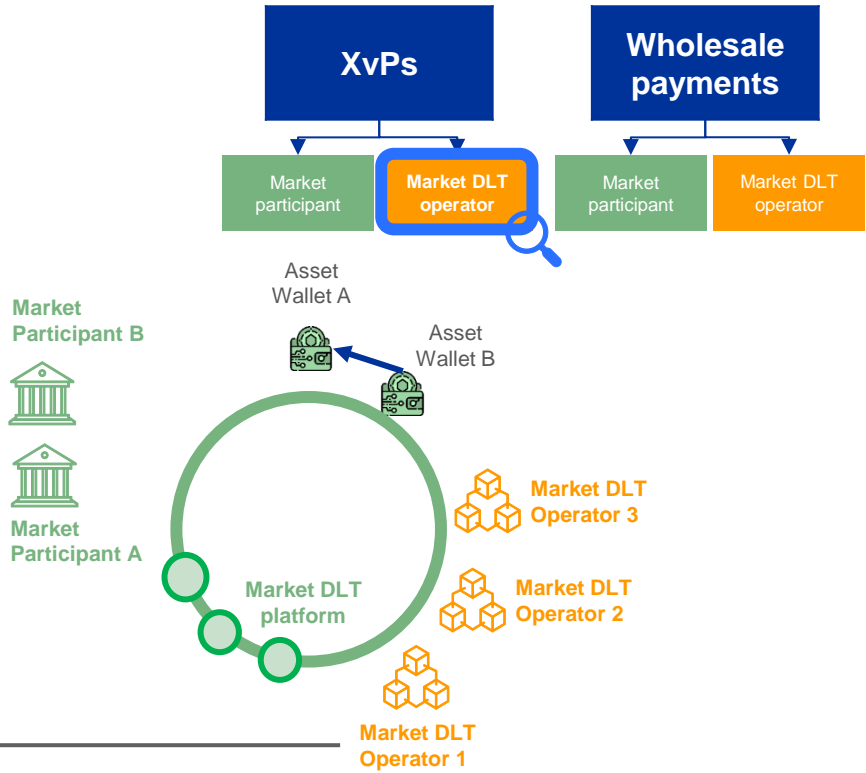 XvPs
Wholesale
payments
Market
participant
Market DLT
operator
Market
participant
Market DLT
operator
Asset
Wallet A
Asset
Wallet B
Market
Participant B
Market
Participant A
Market DLT
platform
Market DLT
Operator 3
Market DLT
Operator 2
Market DLT
Operator 1